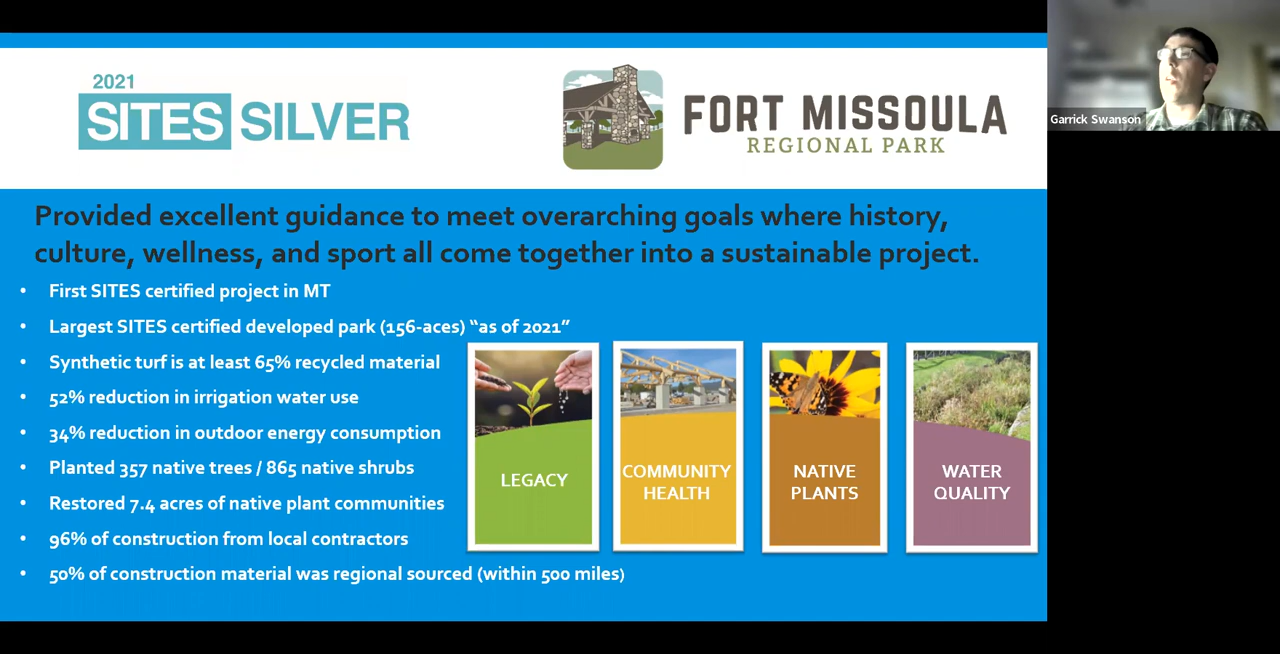 2021
SITES SILVER
FORT MISSOULA
REGIONAL PARK
Garrick Swanson
Provided excellent guidance to meet overarching goals where history,
culture, wellness, and sport all come together into a sustainable project.
• First SITES certified project in MT
• Largest SITES certified developed park (156-aces) “as of 2021”
• Synthetic turf is at least 65% recycled material
• 52% reduction in irrigation water use
• 34% reduction in outdoor energy consumption
• Planted 357 native trees / 865 native shrubs
• Restored 7.4 acres of native plant communities
• 96% of construction from local contractors
• 50% of construction material was regional sourced (within 500 miles)
LEGACY
COMMUNITY
HEALTH
NATIVE
PLANTS
WATER
QUALITY